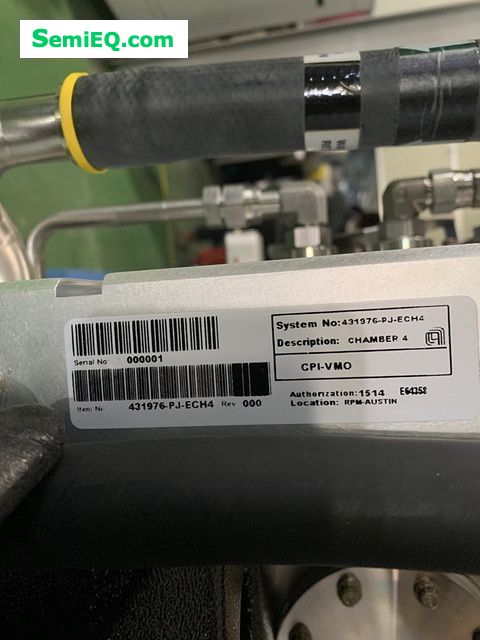 SemiEQ.com
Serial No 000001
Item No: 431976-PJ-ECH4 Rev 000
System No:431976-PJ-ECH4
Description: CHAMBER 4
CPI-VMO
Authorization:1514 E64358
Location: RPM-AUSTIN